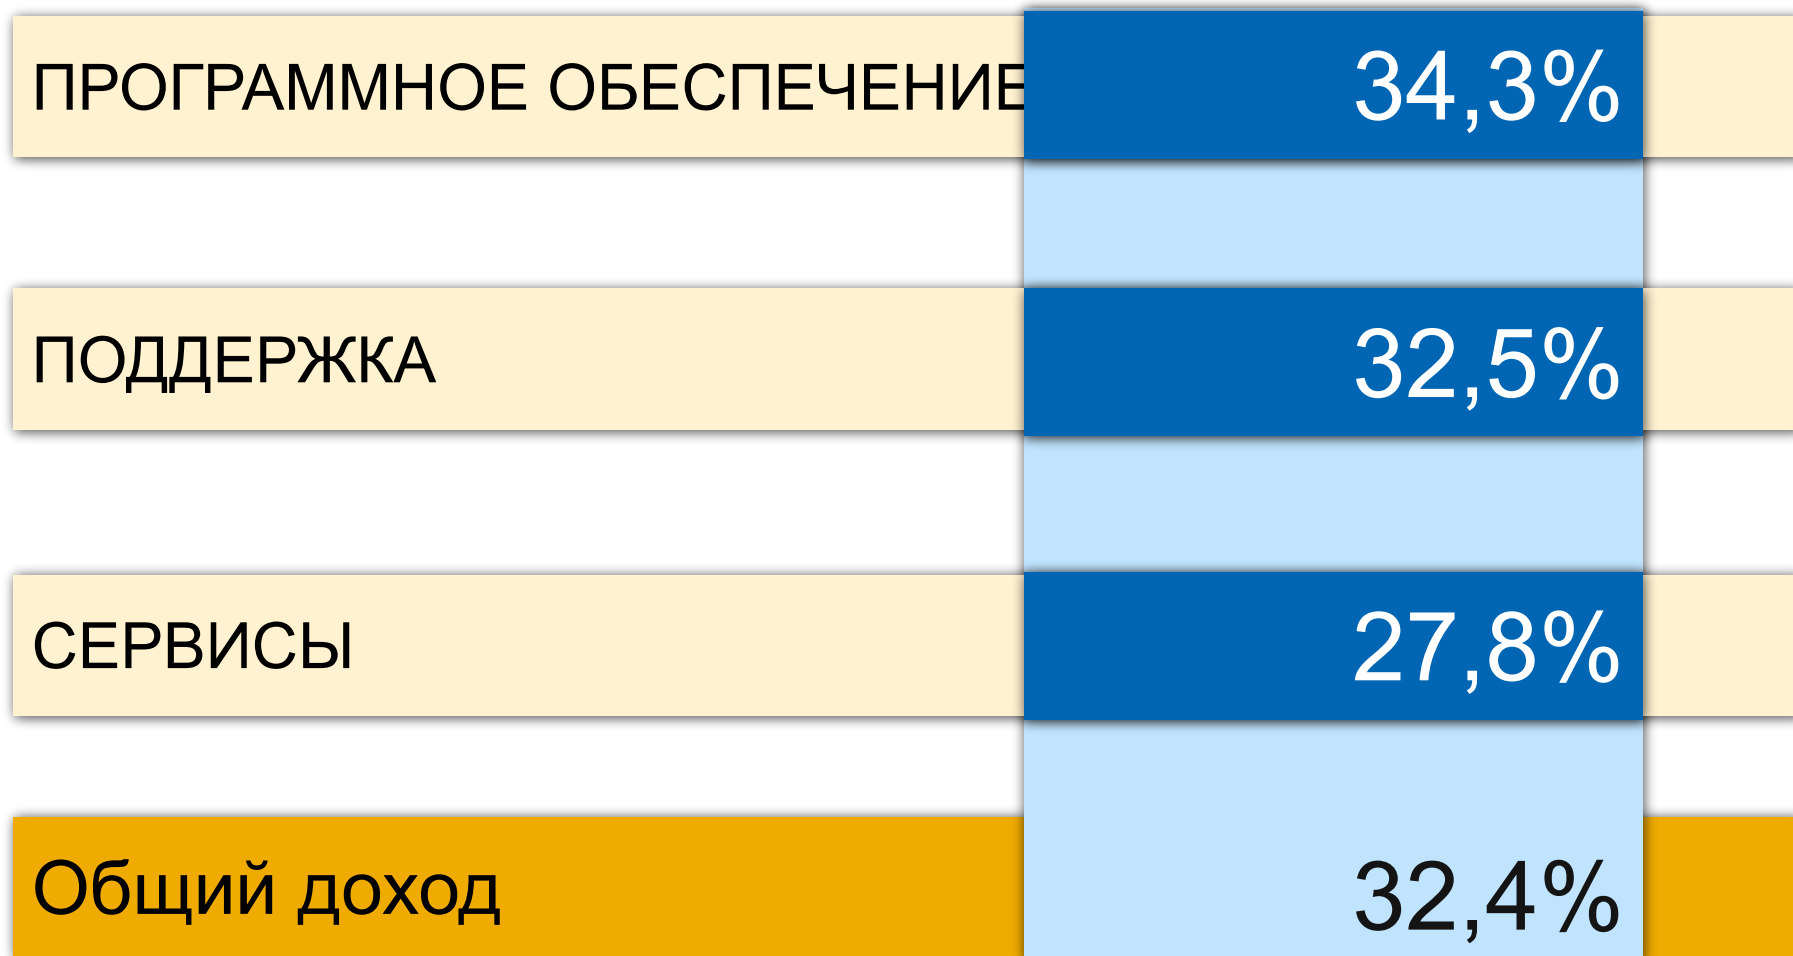 ПРОГРАММНОЕ ОБЕСПЕЧЕНИЕ 34,3%
ПОДДЕРЖКА 32,5%
СЕРВИСЫ 27,8%
Общий доход 32,4%